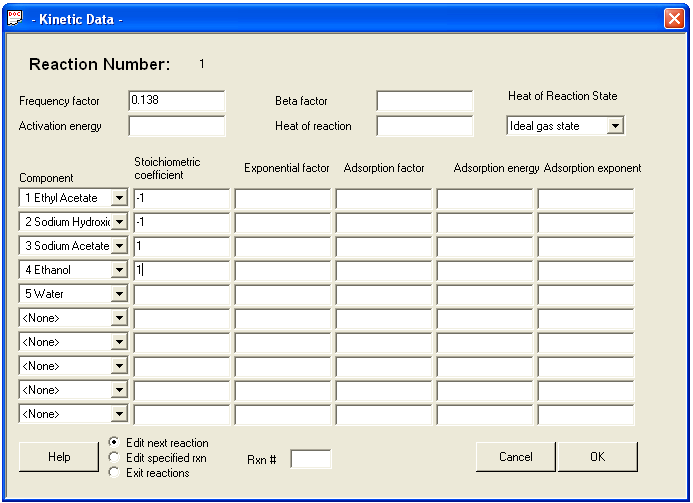 DOC - Kinetic Data -
Reaction Number: 1
Frequency factor 0.138 Beta factor Heat of Reaction State
Activation energy Heat of reaction Ideal gas state
Component Stoichiometric coefficient Exponential factor Adsorption factor Adsorption energy Adsorption exponent
1 Ethyl Acetate -1
2 Sodium Hydroxic -1
3 Sodium Acetate 1
4 Ethanol 1
5 Water
<None>
<None>
<None>
<None>
<None>
Help
Edit next reaction
Edit specified rxn
Exit reactions
Rxn #
Cancel
OK